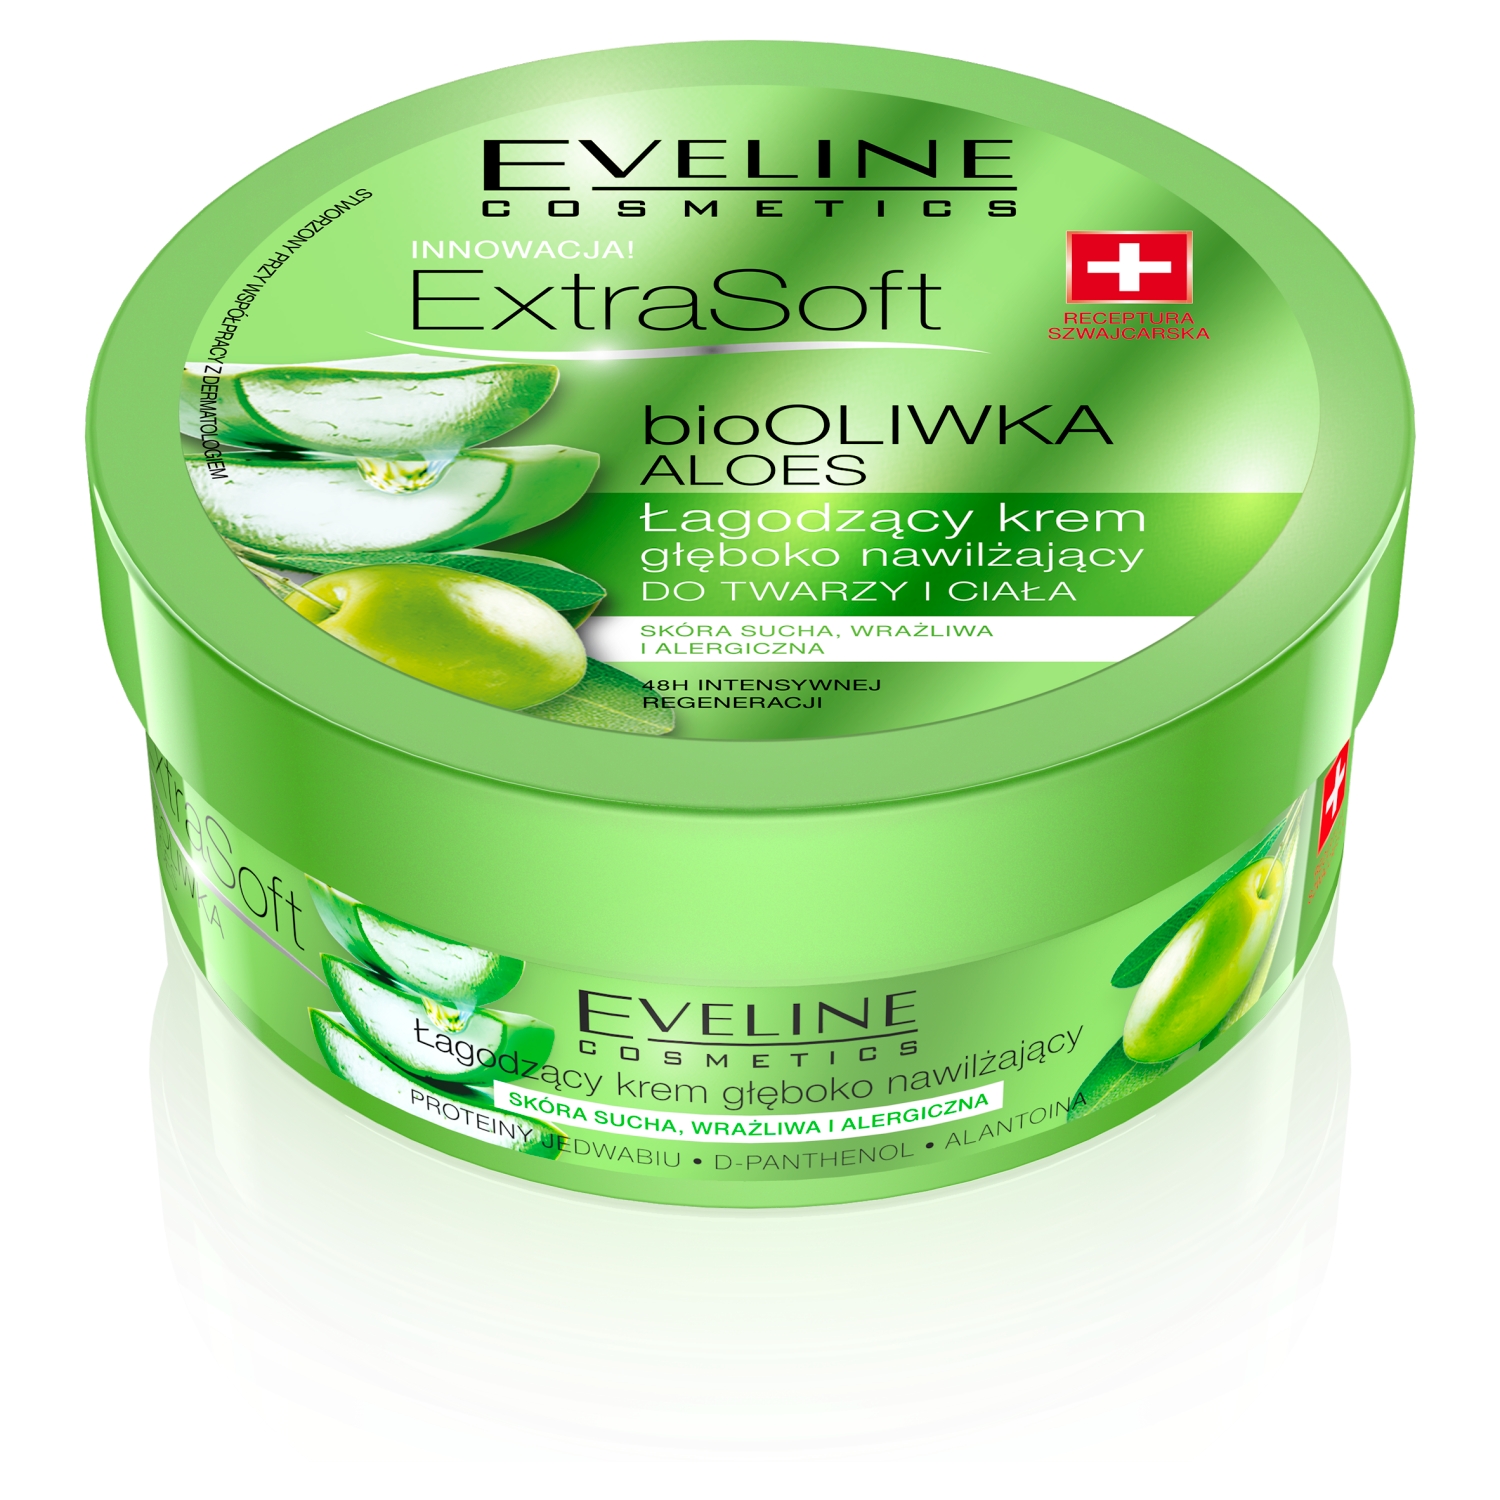 EVELINE
COSMETICS
STWORZONY PRZY WSPÓŁPRACY Z DERMATOLOGIEM
INNOWACJA!
ExtraSoft
RECEPTURA
SZWAJCARSKA
bioOLIWKA
ALOES
Łagodzący krem
głęboko nawilżający
DO TWARZY I CIAŁA
SKÓRA SUCHA, WRAŻLIWA
I ALERGICZNA
48H INTENSYWNEJ
REGENERACJI
EVELINE
COSMETICS
Łagodzący krem głęboko nawilżający
SKÓRA SUCHA, WRAŻLIWA I ALERGICZNA
PROTEINY JEDWABIU • D-PANTHENOL • ALANTOINA